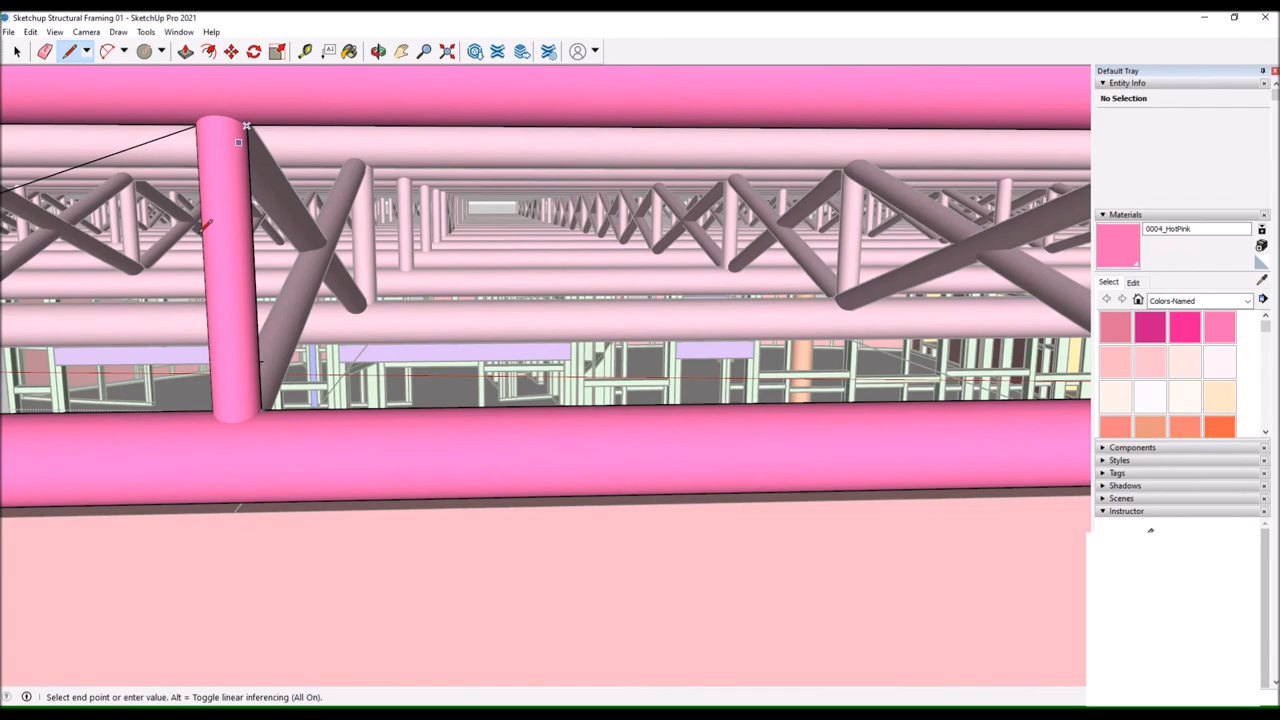 Sketchup Structural Framing 01 - SketchUp Pro 2021
File Edit View Camera Draw Tools Window Help
A1
Default Tray
Entity Info
No Selection
Materials
0004_HotPink
Select Edit
Colors-Named
Components
Styles
Tags
Shadows
Scenes
Instructor
Select end point or enter value. Alt = Toggle linear inferencing (All On).